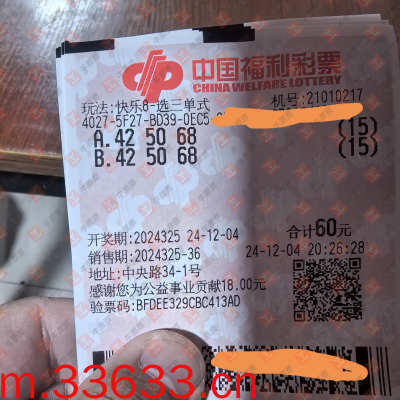 中国福利彩票
CHINA WELFARE LOTTERY
玩法:快乐8-选三单式
机号:21010217
4027-5F27-BD39-0EC5
A.42 50 68 (15)
B.42 50 68 (15)
开奖期:2024325 24-12-04 合计60元
销售期:2024325-36 24-12-04 20:26:28
地址:中央路34-1号
感谢您为公益事业贡献18.00元
验票码:BFDEE329CBC413AD
m.33633.cn